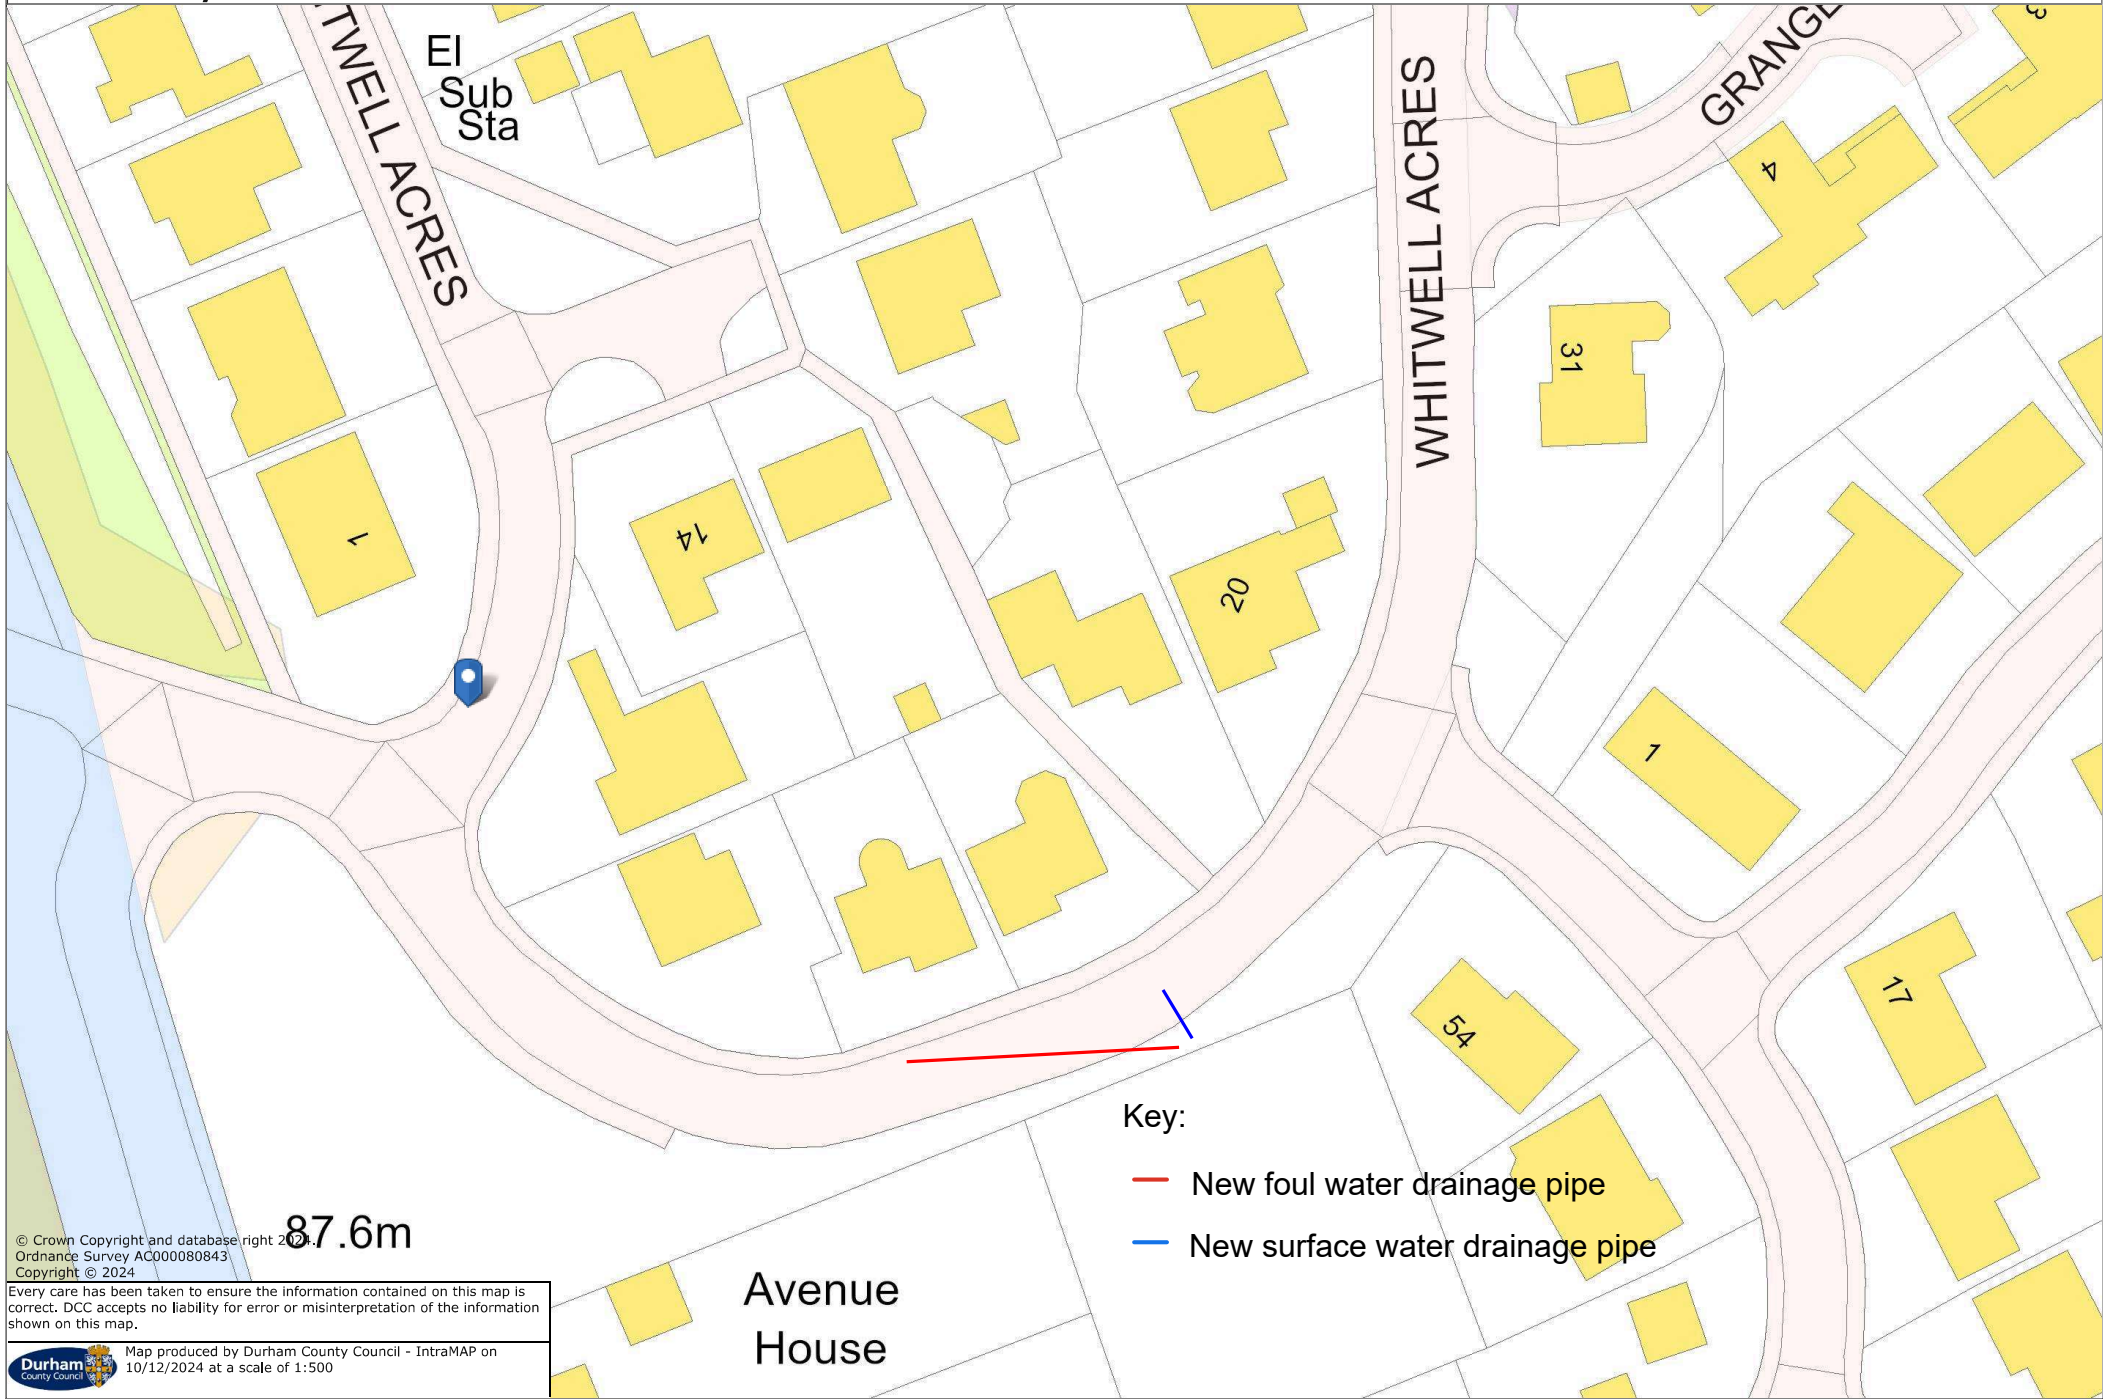 El
Sub
Sta
TWELL ACRES
WHITWELL ACRES
GRANGE
3
4
31
1
14
20
1
17
54
Key:
New foul water drainage pipe
New surface water drainage pipe
87.6m
Avenue
House
© Crown Copyright and database right 2024.
Ordnance Survey AC000080843
Copyright © 2024
Every care has been taken to ensure the information contained on this map is
correct. DCC accepts no liability for error or misinterpretation of the information
shown on this map.
Durham
County Council
Map produced by Durham County Council - IntraMAP on
10/12/2024 at a scale of 1:500